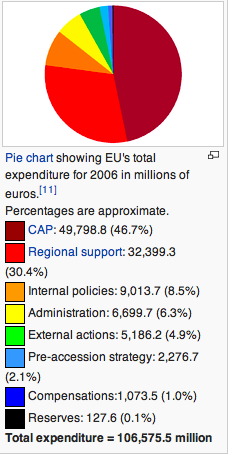 Pie chart showing EU's total
expenditure for 2006 in millions of
euros.[11]
Percentages are approximate.
CAP: 49,798.8 (46.7%)
Regional support: 32,399.3
(30.4%)
Internal policies: 9,013.7 (8.5%)
Administration: 6,699.7 (6.3%)
External actions: 5,186.2 (4.9%)
Pre-accession strategy: 2,276.7
(2.1%)
Compensations:1,073.5 (1.0%)
Reserves: 127.6 (0.1%)
Total expenditure = 106,575.5 million